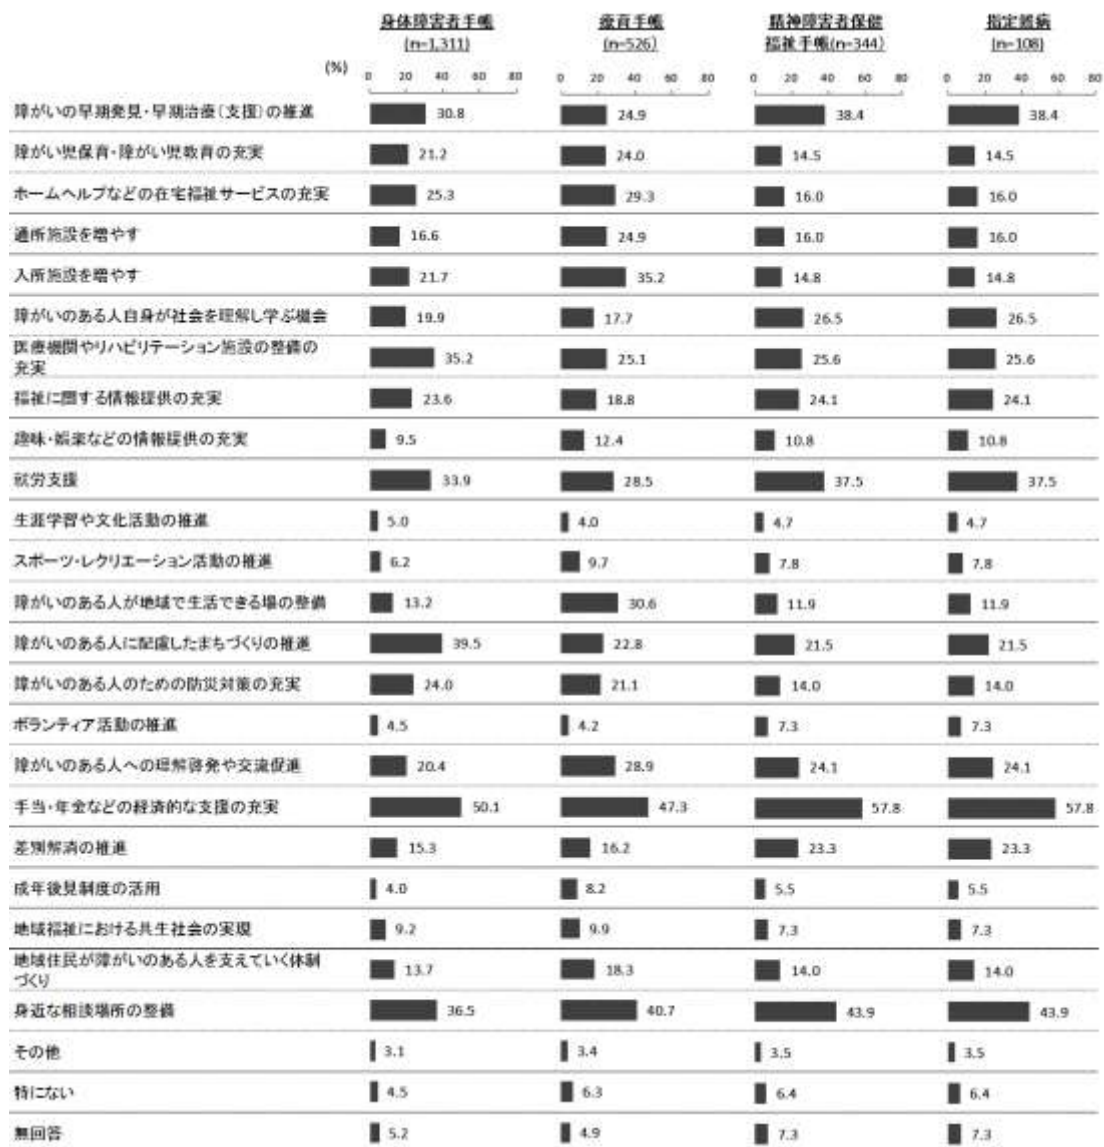 身体障害者手帳 療育手帳 精神障害者保健 指定難病
(n=1,311) (n=526) 福祉手帳(n=344) (n=108)
(%) 0 20 40 60 80 0 20 40 60 80 0 20 40 60 80 0 20 40 60 80
障がいの早期発見・早期治療(支援)の推進 30.8 24.9 38.4 38.4
障がい児保育・障がい児教育の充実 21.2 24.0 14.5 14.5
ホームヘルプなどの在宅福祉サービスの充実 25.3 29.3 16.0 16.0
通所施設を増やす 16.6 24.9 16.0 16.0
入所施設を増やす 21.7 35.2 14.8 14.8
障がいのある人自身が社会を理解し学ぶ機会 19.9 17.7 26.5 26.5
医療機関やリハビリテーション施設の整備の
充実 35.2 25.1 25.6 25.6
福祉に関する情報提供の充実 23.6 18.8 24.1 24.1
趣味・娯楽などの情報提供の充実 9.5 12.4 10.8 10.8
就労支援 33.9 28.5 37.5 37.5
生涯学習や文化活動の推進 5.0 4.0 4.7 4.7
スポーツ・レクリエーション活動の推進 6.2 9.7 7.8 7.8
障がいのある人が地域で生活できる場の整備 13.2 30.6 11.9 11.9
障がいのある人に配慮したまちづくりの推進 39.5 22.8 21.5 21.5
障がいのある人のための防災対策の充実 24.0 21.1 14.0 14.0
ボランティア活動の推進 4.5 4.2 7.3 7.3
障がいのある人への理解啓発や交流促進 20.4 28.9 24.1 24.1
手当・年金などの経済的な支援の充実 50.1 47.3 57.8 57.8
差別解消の推進 15.3 16.2 23.3 23.3
成年後見制度の活用 4.0 8.2 5.5 5.5
地域福祉における共生社会の実現 9.2 9.9 7.3 7.3
地域住民が障がいのある人を支えていく体制
づくり 13.7 18.3 14.0 14.0
身近な相談場所の整備 36.5 40.7 43.9 43.9
その他 3.1 3.4 3.5 3.5
特にない 4.5 6.3 6.4 6.4
無回答 5.2 4.9 7.3 7.3